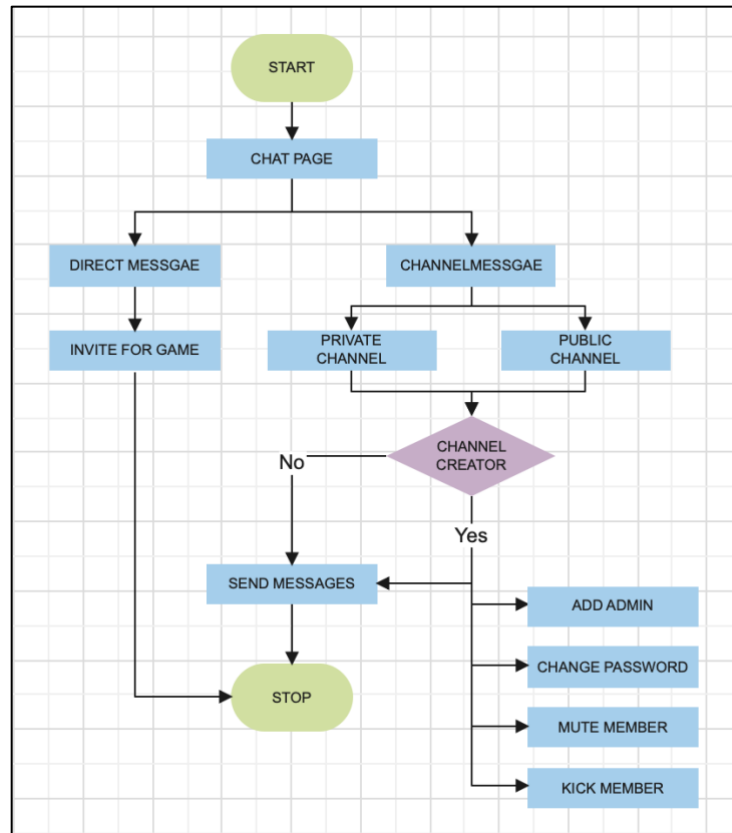 START
CHAT PAGE
DIRECT MESSGAE
CHANNELMESSGAE
INVITE FOR GAME
PRIVATE
CHANNEL
PUBLIC
CHANNEL
CHANNEL
CREATOR
No
Yes
SEND MESSAGES
ADD ADMIN
CHANGE PASSWORD
STOP
MUTE MEMBER
KICK MEMBER